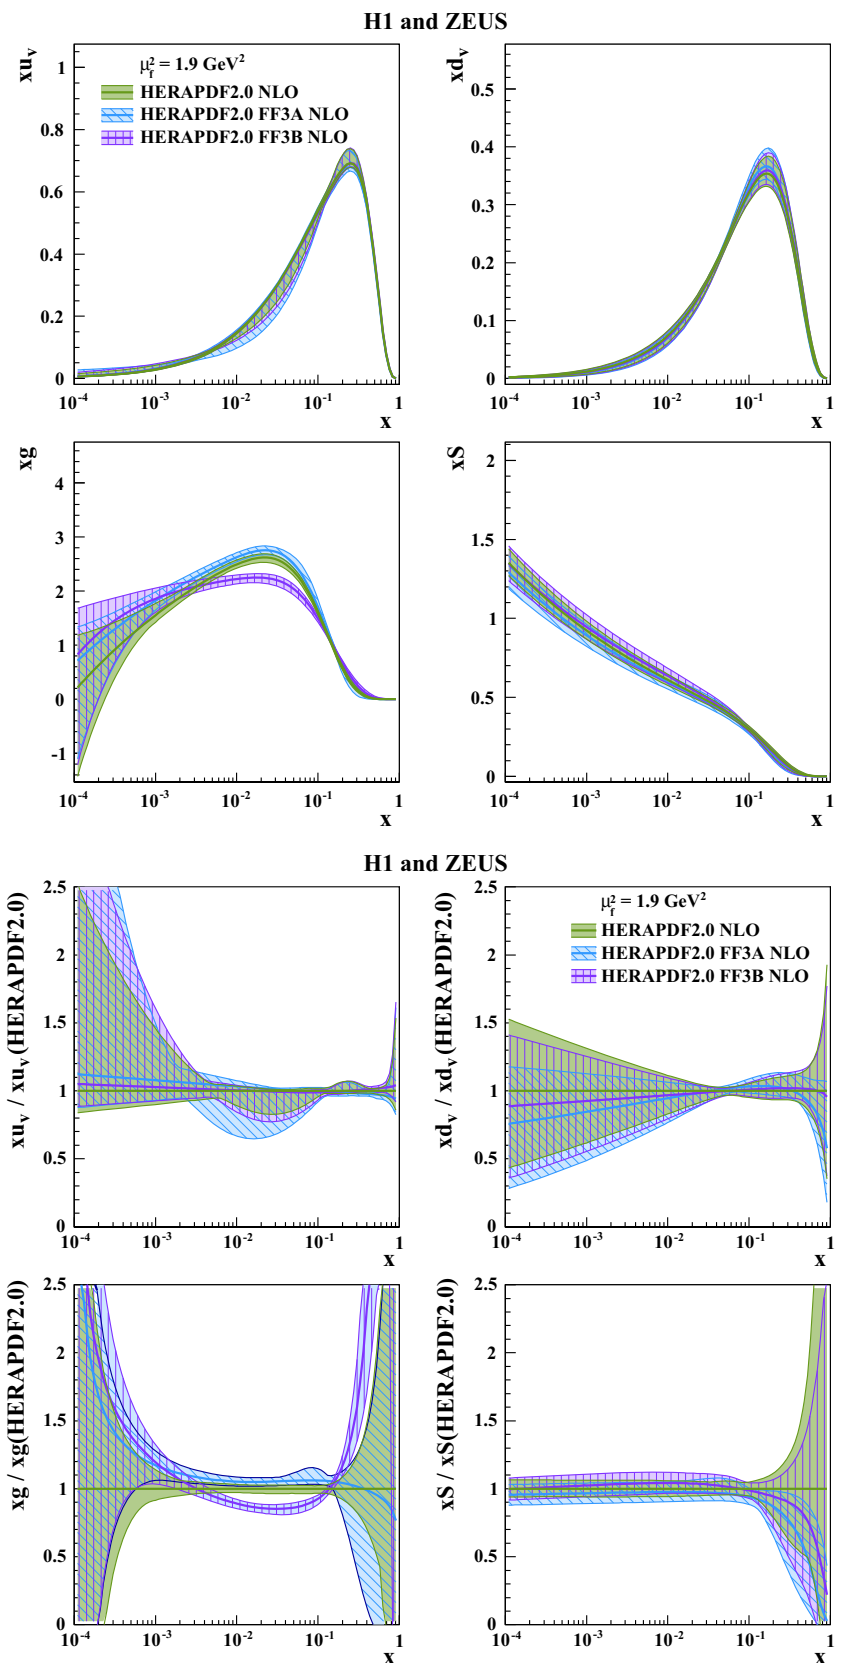 H1 and ZEUS
xu_v
1
0.8
0.6
0.4
0.2
0
μ_f² = 1.9 GeV²
HERAPDF2.0 NLO
HERAPDF2.0 FF3A NLO
HERAPDF2.0 FF3B NLO
10⁻⁴ 10⁻³ 10⁻² 10⁻¹ 1
x
xd_v
0.5
0.4
0.3
0.2
0.1
0
10⁻⁴ 10⁻³ 10⁻² 10⁻¹ 1
x
xg
4
3
2
1
0
-1
10⁻⁴ 10⁻³ 10⁻² 10⁻¹ 1
x
xS
2
1.5
1
0.5
0
10⁻⁴ 10⁻³ 10⁻² 10⁻¹ 1
x
H1 and ZEUS
xu_v / xu_v(HERAPDF2.0)
2.5
2
1.5
1
0.5
0
10⁻⁴ 10⁻³ 10⁻² 10⁻¹ 1
x
xd_v / xd_v(HERAPDF2.0)
2.5
2
1.5
1
0.5
0
μ_f² = 1.9 GeV²
HERAPDF2.0 NLO
HERAPDF2.0 FF3A NLO
HERAPDF2.0 FF3B NLO
10⁻⁴ 10⁻³ 10⁻² 10⁻¹ 1
x
xg / xg(HERAPDF2.0)
2.5
2
1.5
1
0.5
0
10⁻⁴ 10⁻³ 10⁻² 10⁻¹ 1
x
xS / xS(HERAPDF2.0)
2.5
2
1.5
1
0.5
0
10⁻⁴ 10⁻³ 10⁻² 10⁻¹ 1
x